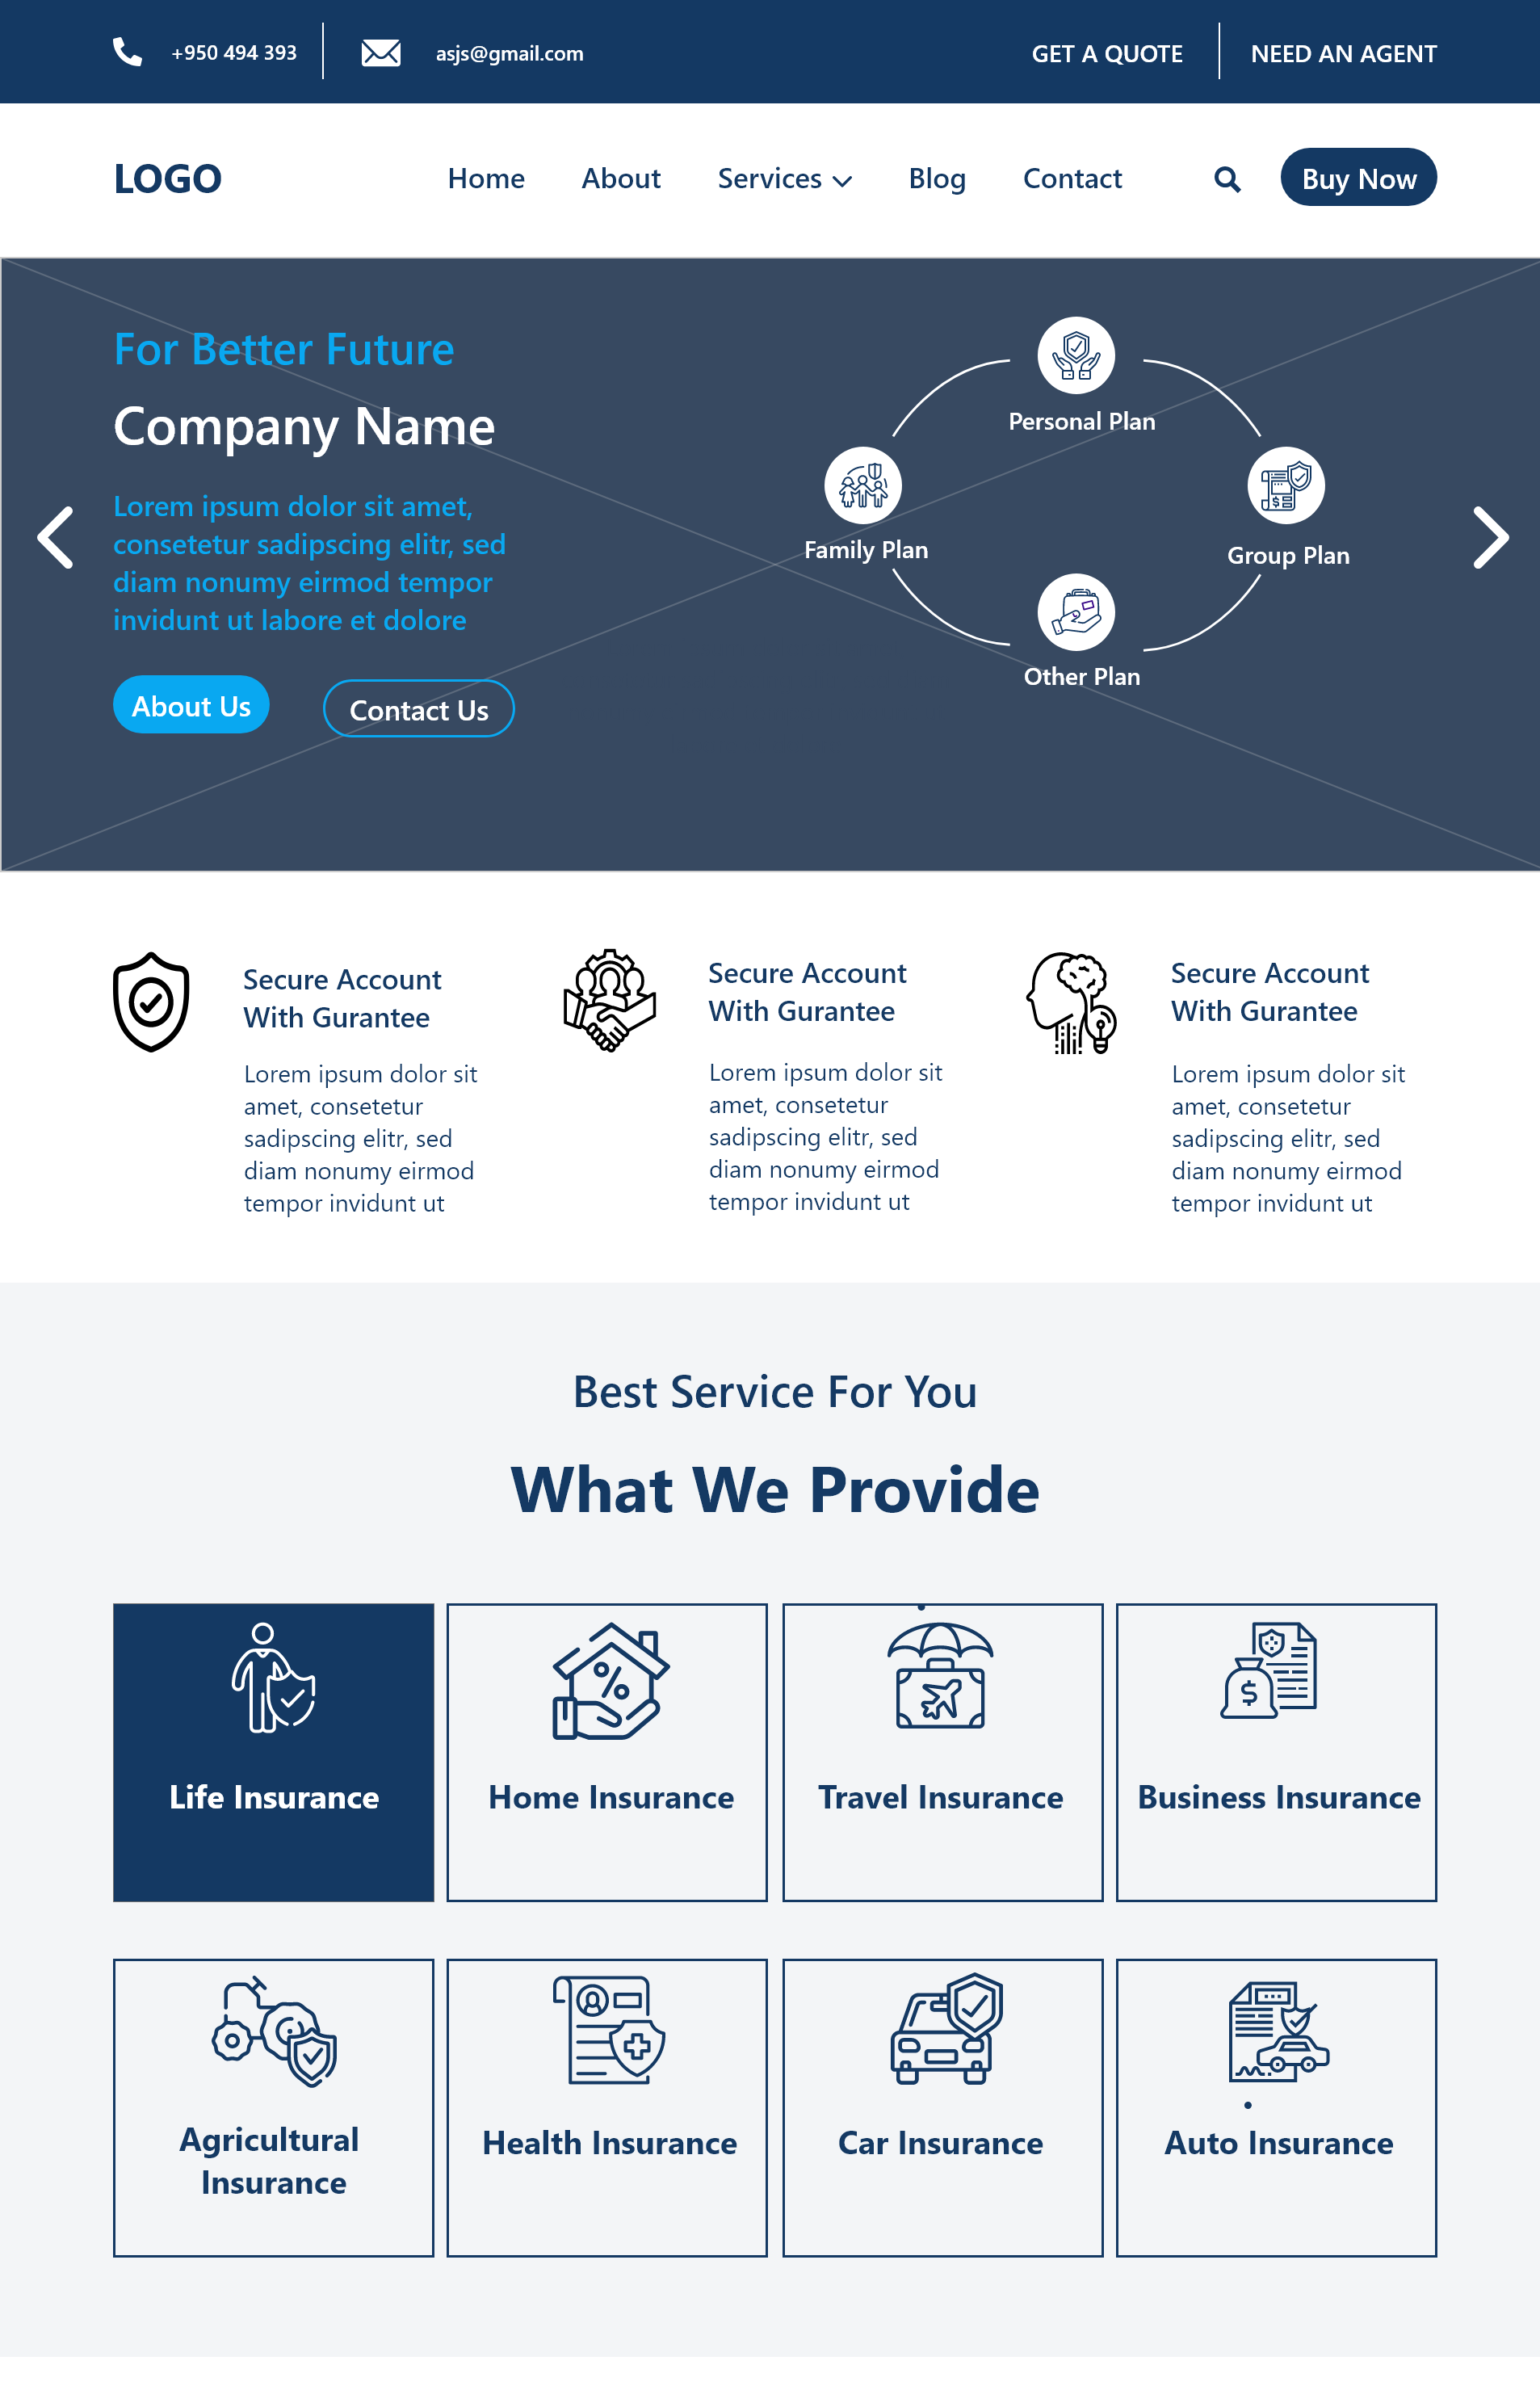 +950 494 393
asjs@gmail.com
GET A QUOTE
NEED AN AGENT
LOGO
Home
About
Services
Blog
Contact
Buy Now
For Better Future
Company Name
Lorem ipsum dolor sit amet,
consetetur sadipscing elitr, sed
diam nonumy eirmod tempor
invidunt ut labore et dolore
About Us
Contact Us
Personal Plan
Family Plan
Group Plan
Other Plan
Secure Account
With Gurantee
Lorem ipsum dolor sit
amet, consetetur
sadipscing elitr, sed
diam nonumy eirmod
tempor invidunt ut
Secure Account
With Gurantee
Lorem ipsum dolor sit
amet, consetetur
sadipscing elitr, sed
diam nonumy eirmod
tempor invidunt ut
Secure Account
With Gurantee
Lorem ipsum dolor sit
amet, consetetur
sadipscing elitr, sed
diam nonumy eirmod
tempor invidunt ut
Best Service For You
What We Provide
Life Insurance
Home Insurance
Travel Insurance
Business Insurance
Agricultural
Insurance
Health Insurance
Car Insurance
Auto Insurance